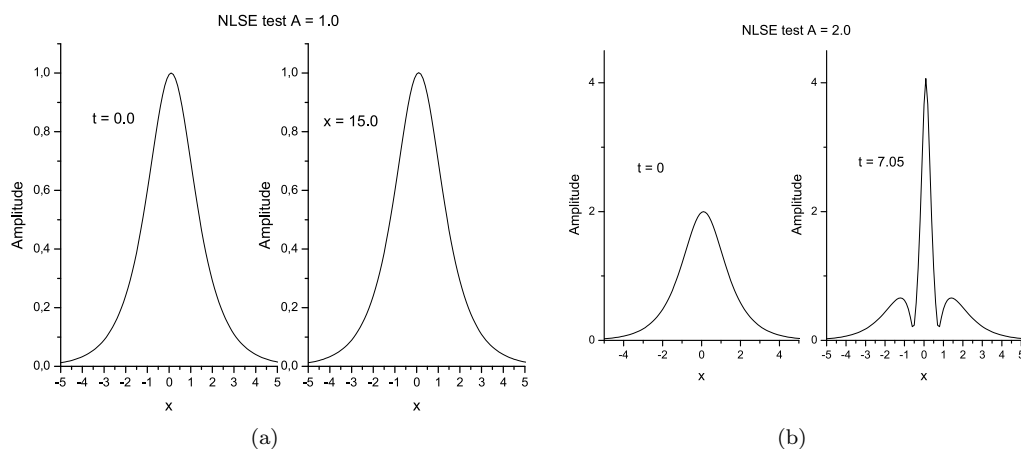 NLSE test A = 1.0
1,0
0,8
0,6
0,4
0,2
0,0
Amplitude
t = 0.0
-5 -4 -3 -2 -1 0 1 2 3 4 5
x
1,0
0,8
0,6
0,4
0,2
0,0
Amplitude
x = 15.0
-5 -4 -3 -2 -1 0 1 2 3 4 5
x
(a)
NLSE test A = 2.0
4
2
0
Amplitude
t = 0
-4 -2 0 2 4
x
4
2
0
Amplitude
t = 7.05
-5 -4 -3 -2 -1 0 1 2 3 4 5
x
(b)